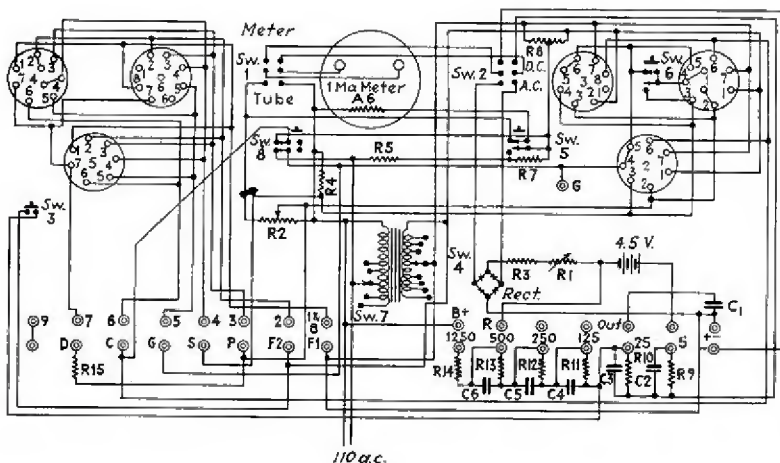 Meter
Sw. 1
Tube
1 Ma Meter
A6
Sw. 2
D.C.
A.C.
R8
Sw. 6
Sw. 8
R5
Sw. 5
R7
R4
G
Sw. 3
R2
Sw. 4
Sw. 7
Rect.
R3
R1
4.5 V.
C1
9
7
6
5
4
3
2
1&8
B+
R
Out
+-
1250
500
250
125
25
5
D
C
G
S
P
F2
F1
R15
R14
R13
R12
R11
R10
R9
C6
C5
C4
C3
C2
110 a.c.